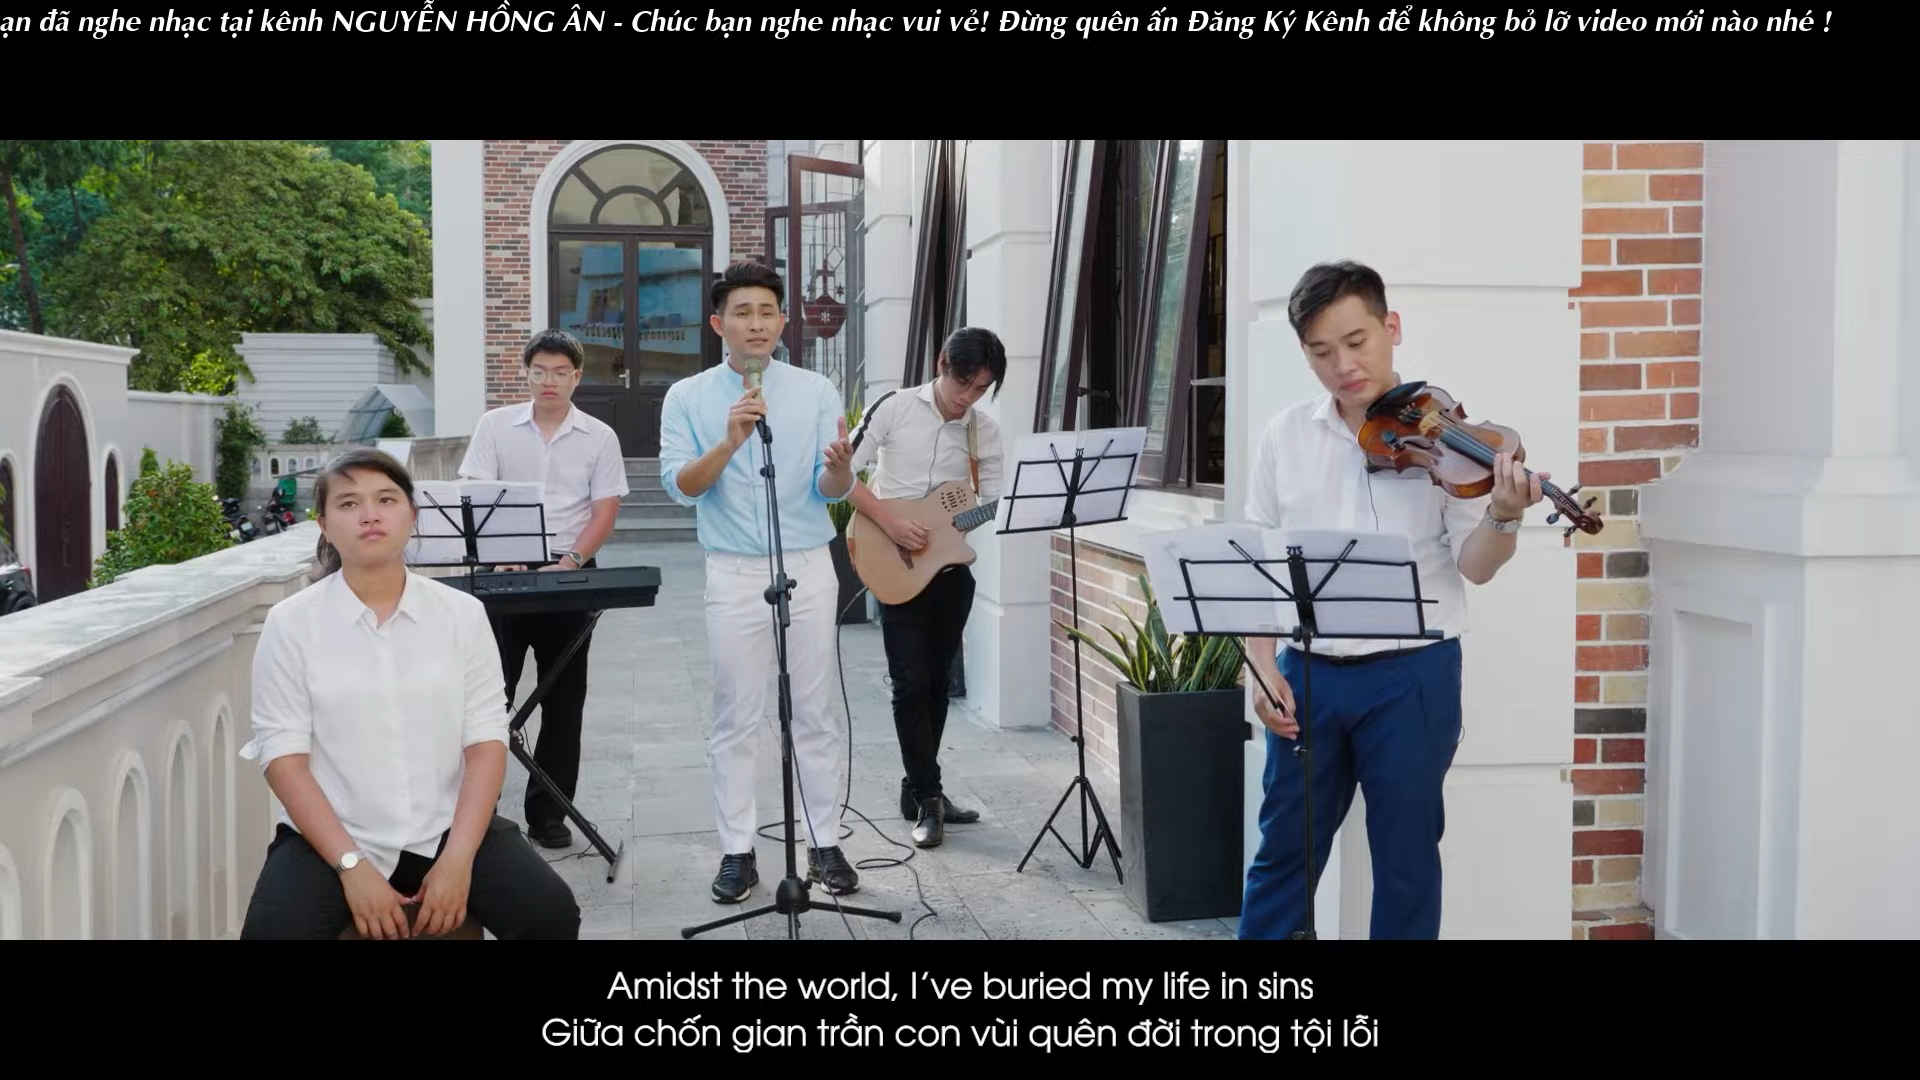 ạn đã nghe nhạc tại kênh NGUYỄN HỒNG ÂN - Chúc bạn nghe nhạc vui vẻ! Đừng quên ấn Đăng Ký Kênh để không bỏ lỡ video mới nào nhé !
Amidst the world, I've buried my life in sins
Giữa chốn gian trần con vùi quên đời trong tội lỗi